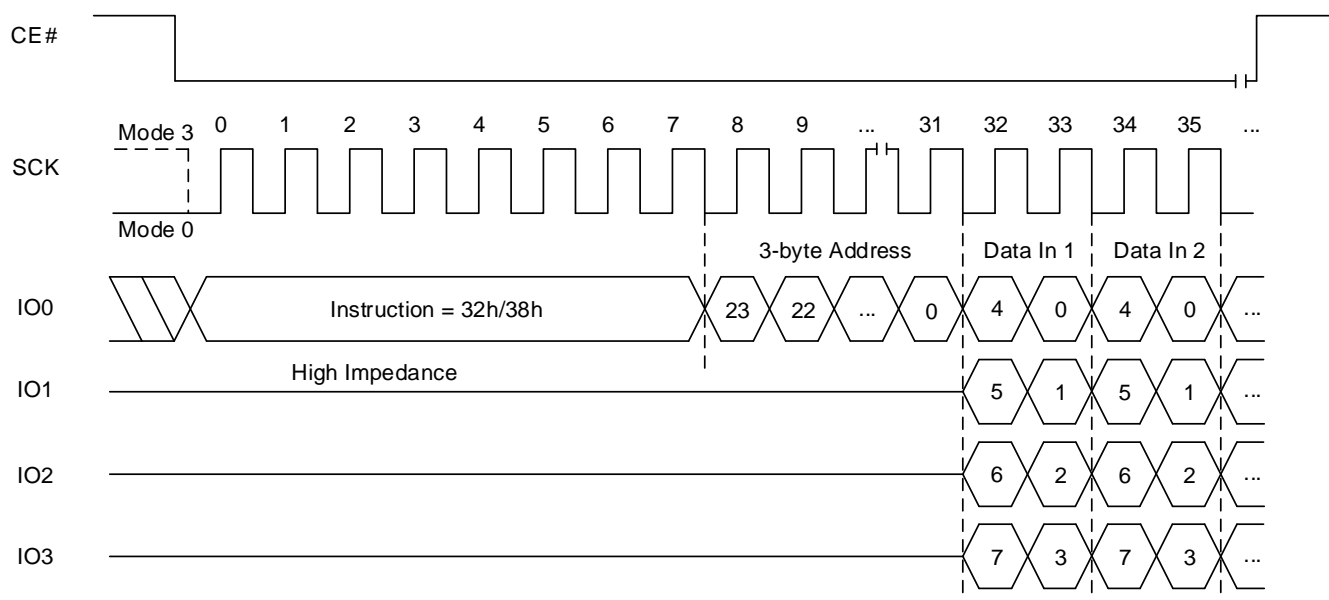 CE#
Mode 3 0 1 2 3 4 5 6 7 8 9 ... 31 32 33 34 35 ...
SCK
Mode 0
3-byte Address Data In 1 Data In 2
IO0 Instruction = 32h/38h 23 22 ... 0 4 0 4 0 ...
High Impedance
IO1 5 1 5 1 ...
IO2 6 2 6 2 ...
IO3 7 3 7 3 ...